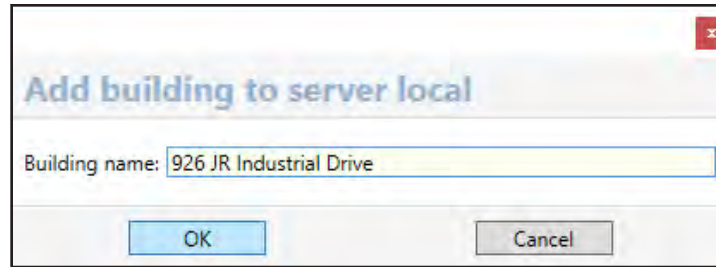 Add building to server local
Building name: 926 JR Industrial Drive
OK Cancel